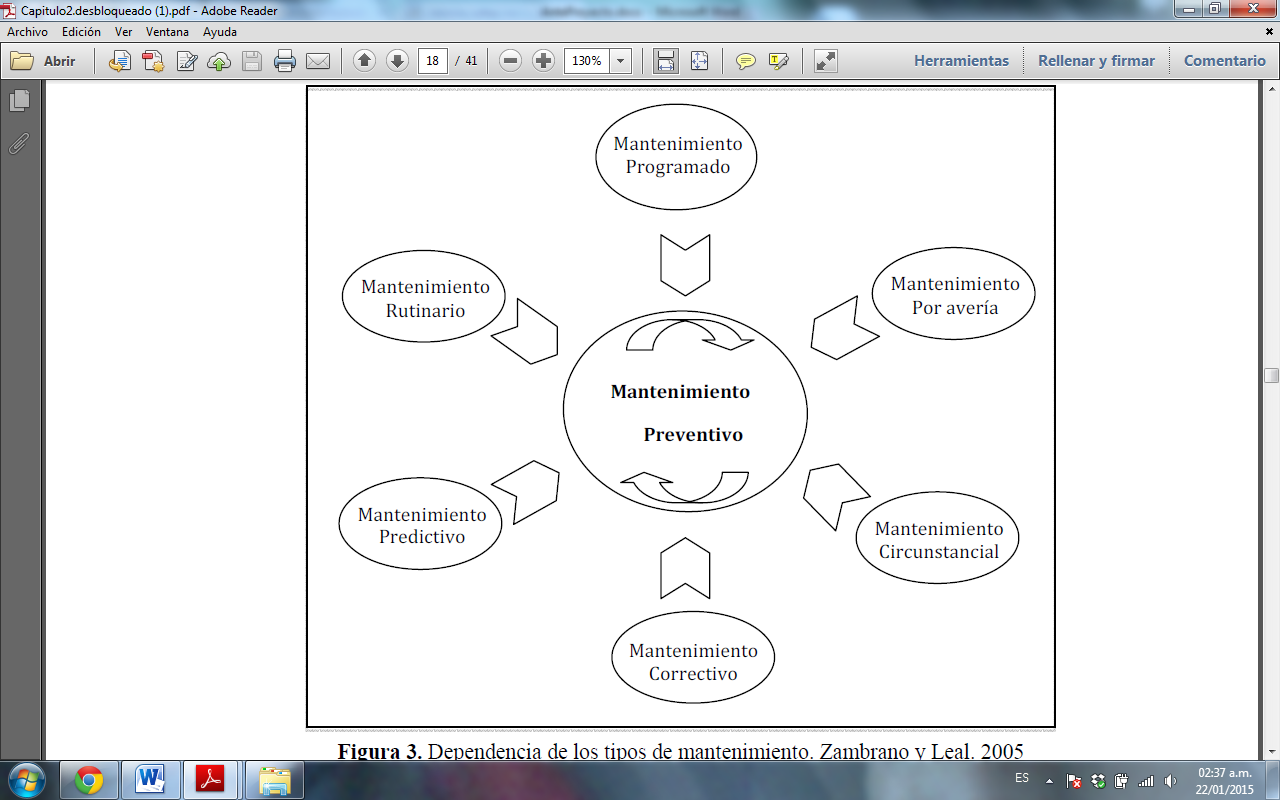 Capitulo2.desbloqueado (1).pdf - Adobe Reader
Archivo Edición Ver Ventana Ayuda
Abrir 18 / 41 130% Herramientas Rellenar y firmar Comentario
Mantenimiento
Programado
Mantenimiento
Rutinario
Mantenimiento
Por avería
Mantenimiento
Preventivo
Mantenimiento
Predictivo
Mantenimiento
Circunstancial
Mantenimiento
Correctivo
Figura 3. Dependencia de los tipos de mantenimiento. Zambrano y Leal. 2005
ES 02:37 a.m.
22/01/2015